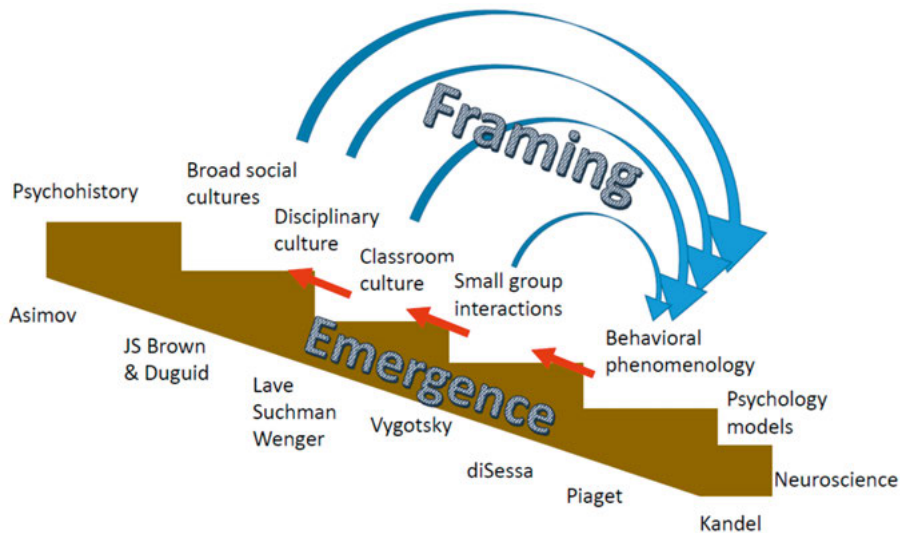 Framing
Psychohistory
Broad social
cultures
Disciplinary
culture
Classroom
culture
Small group
interactions
Behavioral
phenomenology
Psychology
models
Neuroscience
Emergence
Asimov
JS Brown
& Duguid
Lave
Suchman
Wenger
Vygotsky
diSessa
Piaget
Kandel